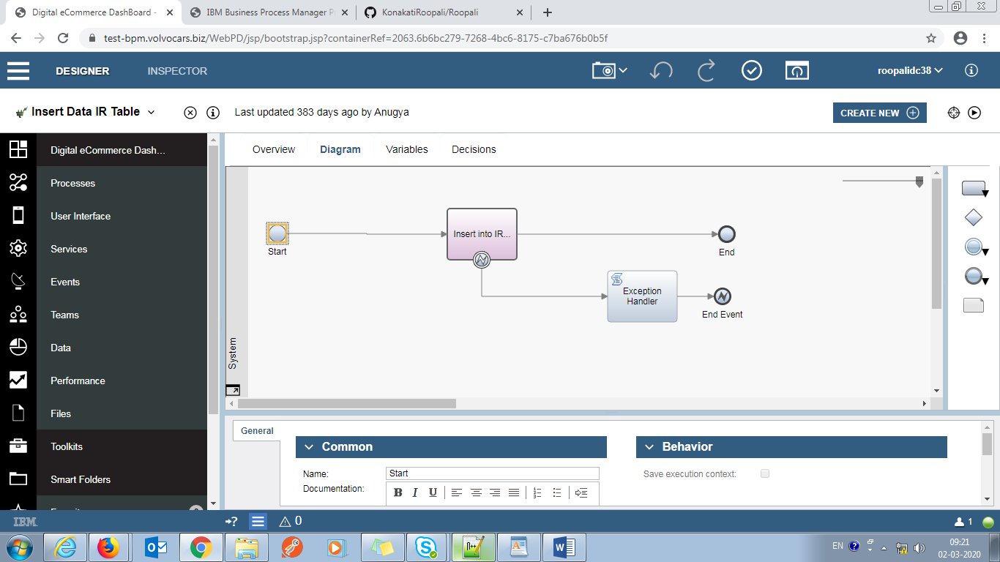 Digital eCommerce DashBoard -
IBM Business Process Manager P
KonakatiRoopali/Roopali
test-bpm.volvocars.biz/WebPD/jsp/bootstrap.jsp?containerRef=2063.6b6bc279-7268-4bc6-8175-c7ba676b0b5f
DESIGNER
INSPECTOR
roopalidc38
Insert Data IR Table
Last updated 383 days ago by Anugya
CREATE NEW
Digital eCommerce Dash...
Processes
User Interface
Services
Events
Teams
Data
Performance
Files
Toolkits
Smart Folders
Overview
Diagram
Variables
Decisions
System
Start
Insert into IR...
End
Exception
Handler
End Event
General
Common
Name:
Start
Documentation:
B I U
Behavior
Save execution context:
IBM
?
0
1
EN
09:21
02-03-2020